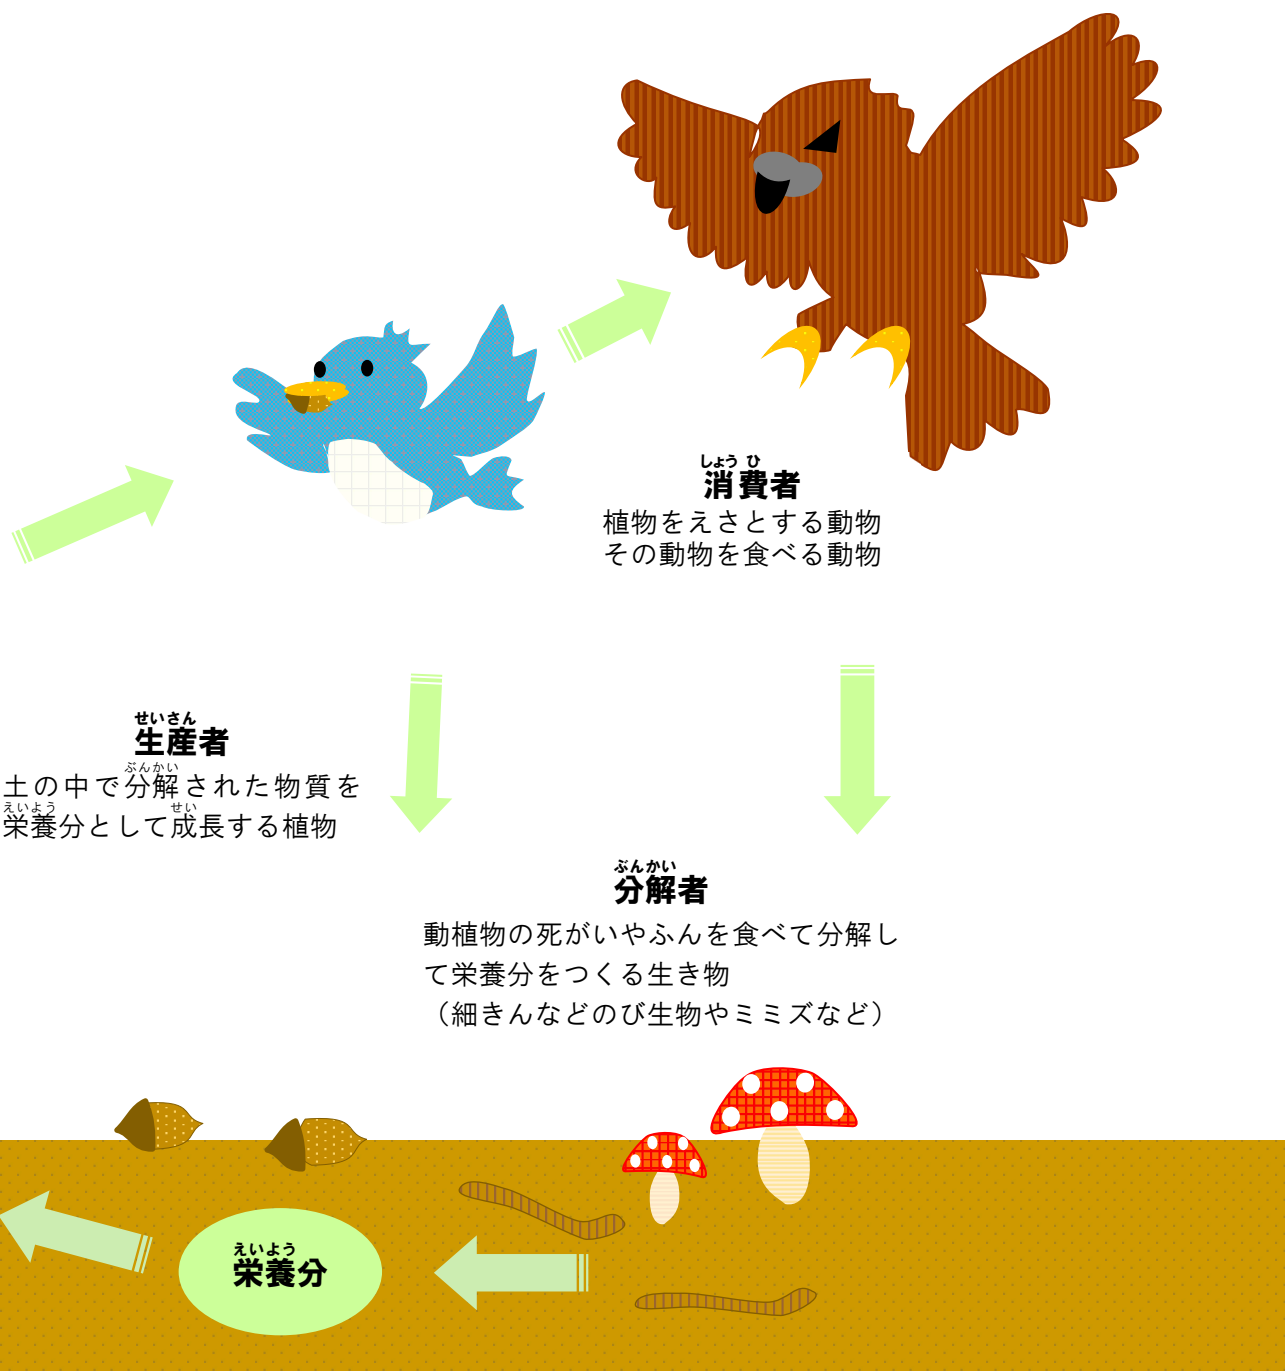 しょうひ
消費者
植物をえさとする動物
その動物を食べる動物
せいさん
生産者
ぶんかい
土の中で分解された物質を
えいよう せい
栄養分として成長する植物
ぶんかい
分解者
動植物の死がいやふんを食べて分解し
て栄養分をつくる生き物
（細きんなどのび生物やミミズなど）
えいよう
栄養分